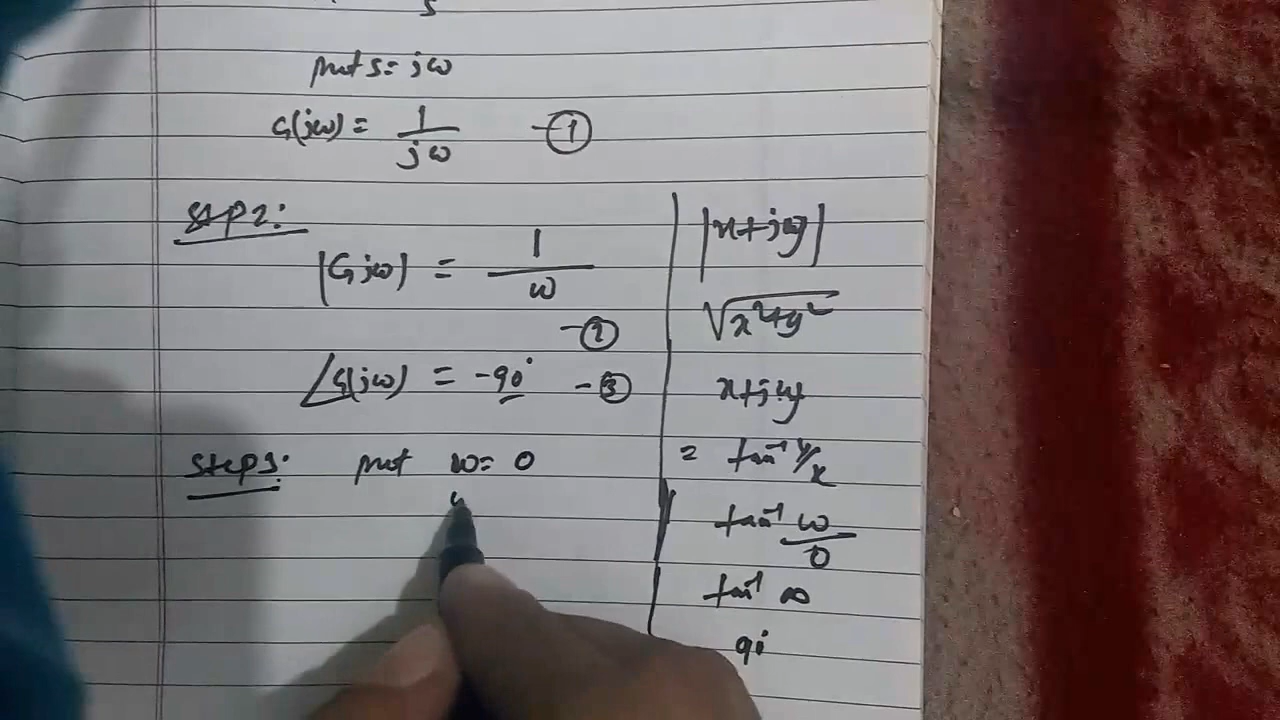 put s = jω
G(jω) = 1/jω - ①
Step 2:
|G jω) = 1/ω
- ②
∠G(jω) = -90° - ③
Step 3: put ω = 0
|x+jy|
√x²+y²
x+jy
= tan⁻¹ y/x
tan⁻¹ ω/0
tan⁻¹ ∞
90°